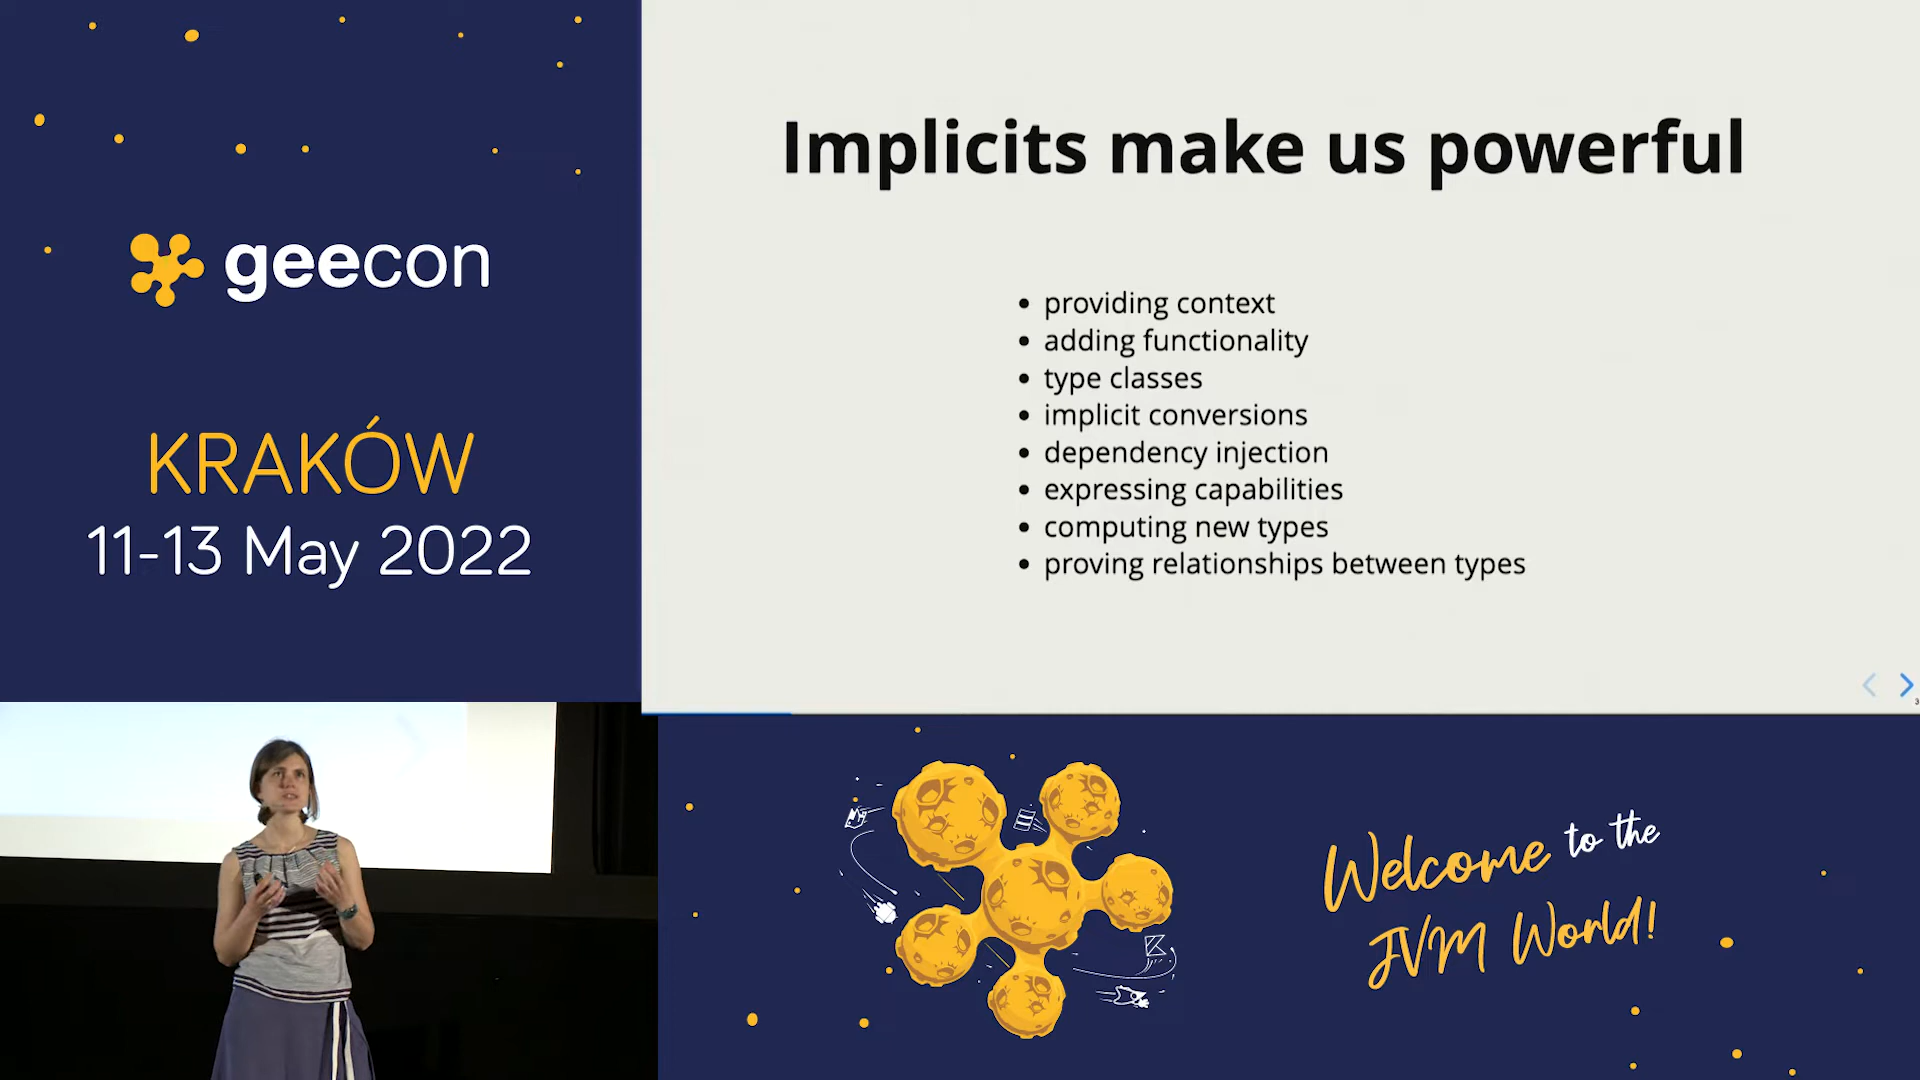 geecon
KRAKÓW
11-13 May 2022
Implicits make us powerful
• providing context
• adding functionality
• type classes
• implicit conversions
• dependency injection
• expressing capabilities
• computing new types
• proving relationships between types
3
Welcome to the
JVM World!